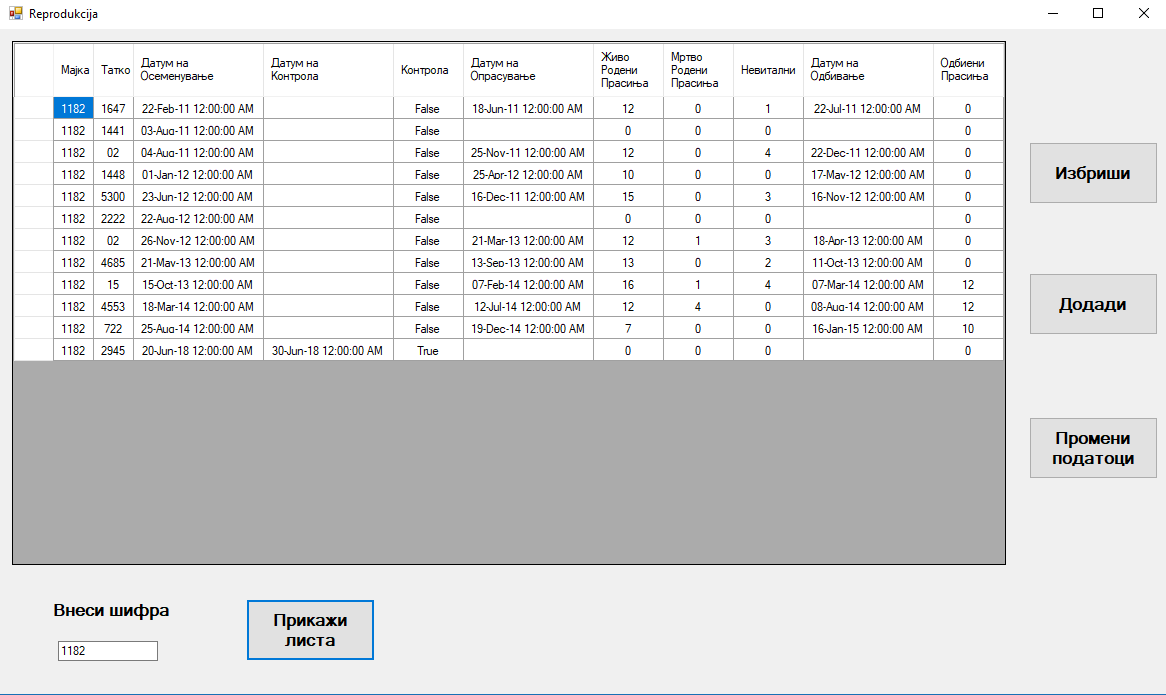 Reprodukcija
Мајка Татко Датум на Осеменување Датум на Контрола Контрола Датум на Опрасување Живо Родени Прасиња Мртво Родени Прасиња Невитални Датум на Одбивање Одбиени Прасиња
1182 1647 22-Feb-11 12:00:00 AM False 18-Jun-11 12:00:00 AM 12 0 1 22-Jul-11 12:00:00 AM 0
1182 1441 03-Aug-11 12:00:00 AM False 0 0 0 0
1182 02 04-Aug-11 12:00:00 AM False 25-Nov-11 12:00:00 AM 12 0 4 22-Dec-11 12:00:00 AM 0
1182 1448 01-Jan-12 12:00:00 AM False 25-Apr-12 12:00:00 AM 10 0 0 17-May-12 12:00:00 AM 0
1182 5300 23-Jun-12 12:00:00 AM False 16-Dec-11 12:00:00 AM 15 0 3 16-Nov-12 12:00:00 AM 0
1182 2222 22-Aug-12 12:00:00 AM False 0 0 0 0
1182 02 26-Nov-12 12:00:00 AM False 21-Mar-13 12:00:00 AM 12 1 3 18-Apr-13 12:00:00 AM 0
1182 4685 21-May-13 12:00:00 AM False 13-Sep-13 12:00:00 AM 13 0 2 11-Oct-13 12:00:00 AM 0
1182 15 15-Oct-13 12:00:00 AM False 07-Feb-14 12:00:00 AM 16 1 4 07-Mar-14 12:00:00 AM 12
1182 4553 18-Mar-14 12:00:00 AM False 12-Jul-14 12:00:00 AM 12 4 0 08-Aug-14 12:00:00 AM 12
1182 722 25-Aug-14 12:00:00 AM False 19-Dec-14 12:00:00 AM 7 0 0 16-Jan-15 12:00:00 AM 10
1182 2945 20-Jun-18 12:00:00 AM 30-Jun-18 12:00:00 AM True 0 0 0 0
Избриши
Додади
Промени
податоци
Внеси шифра
1182
Прикажи
листа